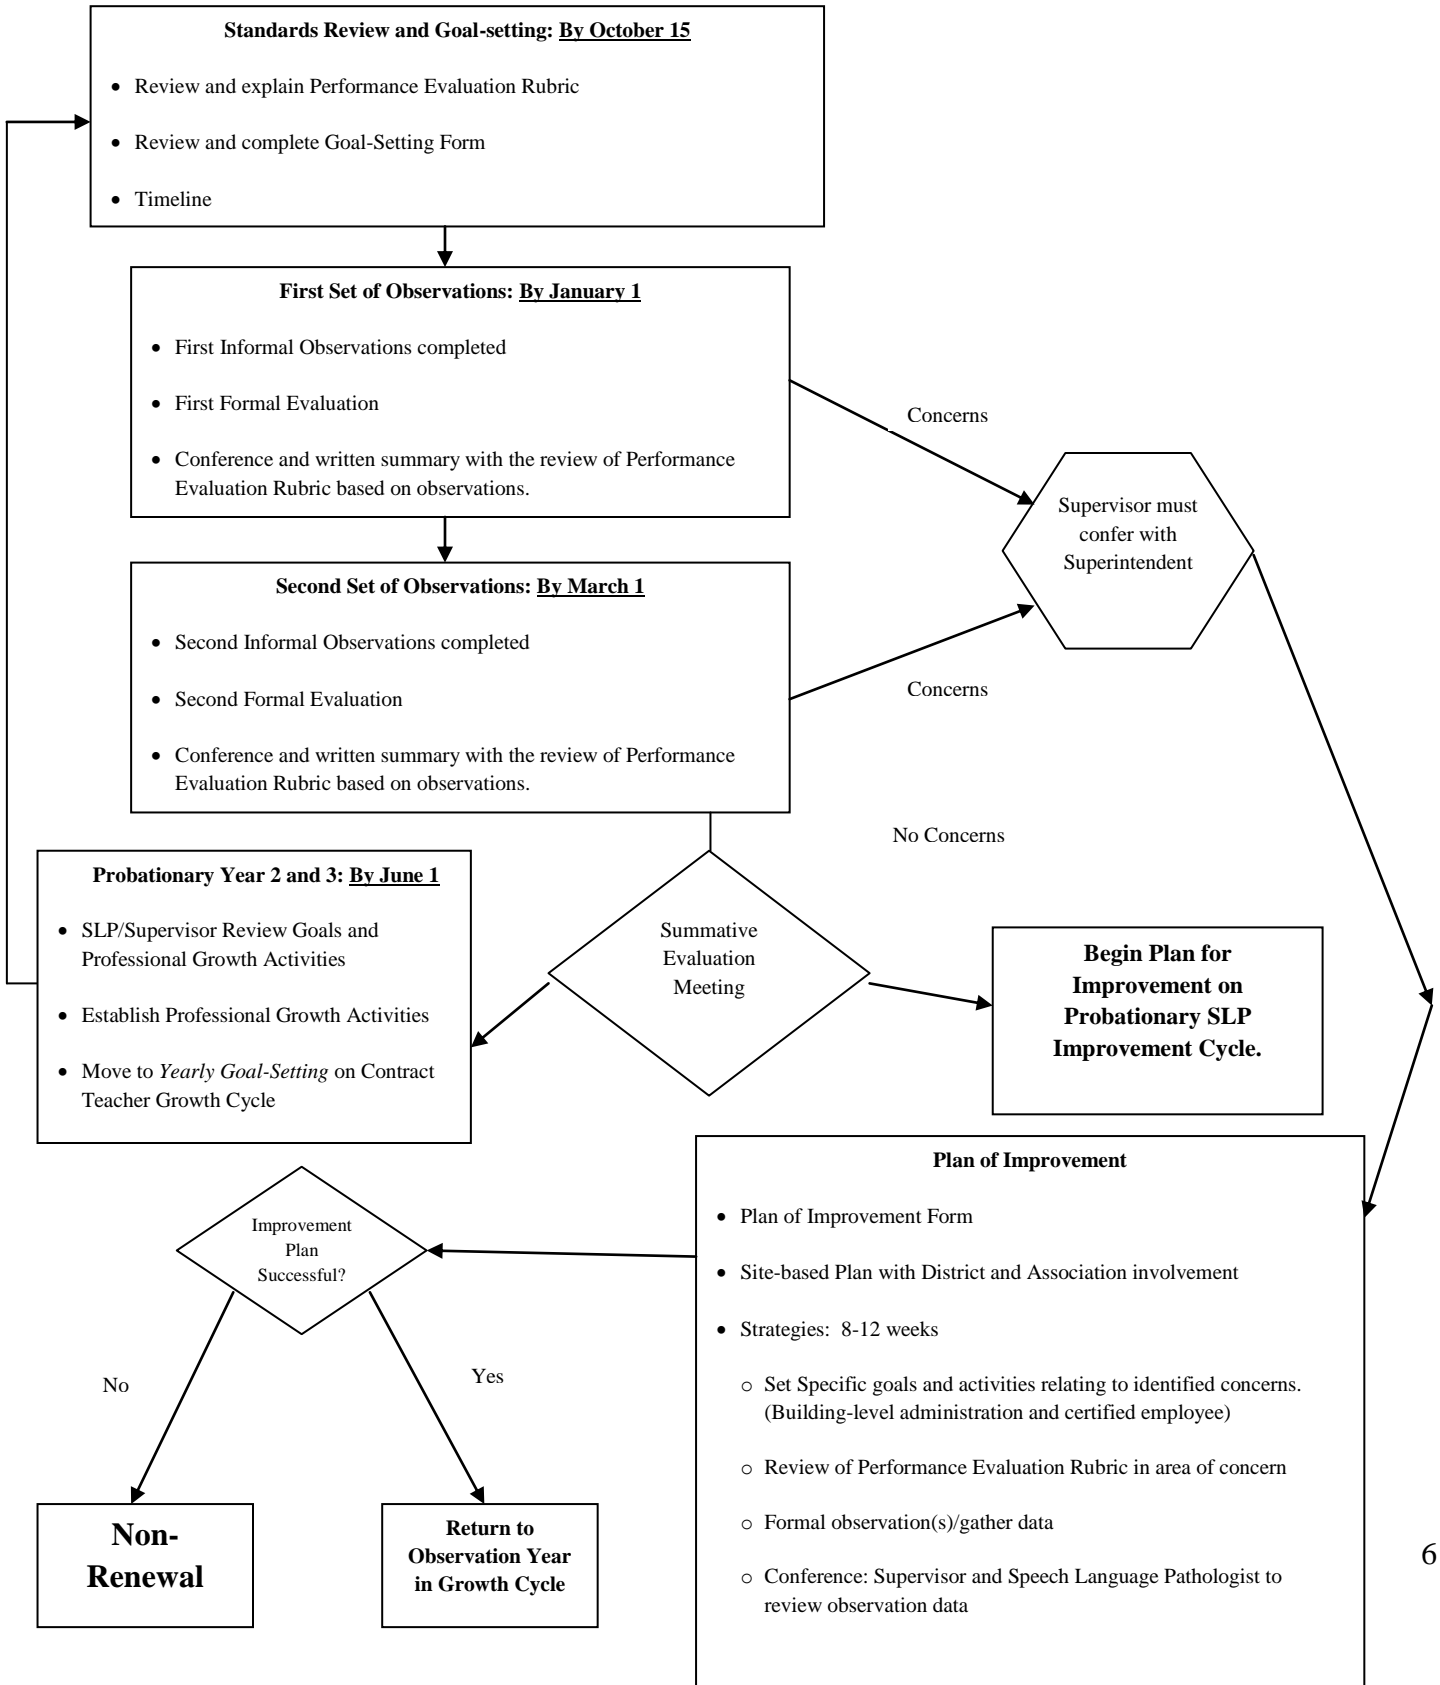 Standards Review and Goal-setting: By October 15
• Review and explain Performance Evaluation Rubric
• Review and complete Goal-Setting Form
• Timeline
First Set of Observations: By January 1
• First Informal Observations completed
• First Formal Evaluation
• Conference and written summary with the review of Performance
Evaluation Rubric based on observations.
Concerns
Supervisor must
confer with
Superintendent
Second Set of Observations: By March 1
• Second Informal Observations completed
• Second Formal Evaluation
• Conference and written summary with the review of Performance
Evaluation Rubric based on observations.
Concerns
No Concerns
Probationary Year 2 and 3: By June 1
• SLP/Supervisor Review Goals and
Professional Growth Activities
• Establish Professional Growth Activities
• Move to Yearly Goal-Setting on Contract
Teacher Growth Cycle
Summative
Evaluation
Meeting
Begin Plan for
Improvement on
Probationary SLP
Improvement Cycle.
Plan of Improvement
• Plan of Improvement Form
• Site-based Plan with District and Association involvement
• Strategies: 8-12 weeks
o Set Specific goals and activities relating to identified concerns.
(Building-level administration and certified employee)
o Review of Performance Evaluation Rubric in area of concern
o Formal observation(s)/gather data
o Conference: Supervisor and Speech Language Pathologist to
review observation data
Improvement
Plan
Successful?
No
Yes
Non-
Renewal
Return to
Observation Year
in Growth Cycle
6